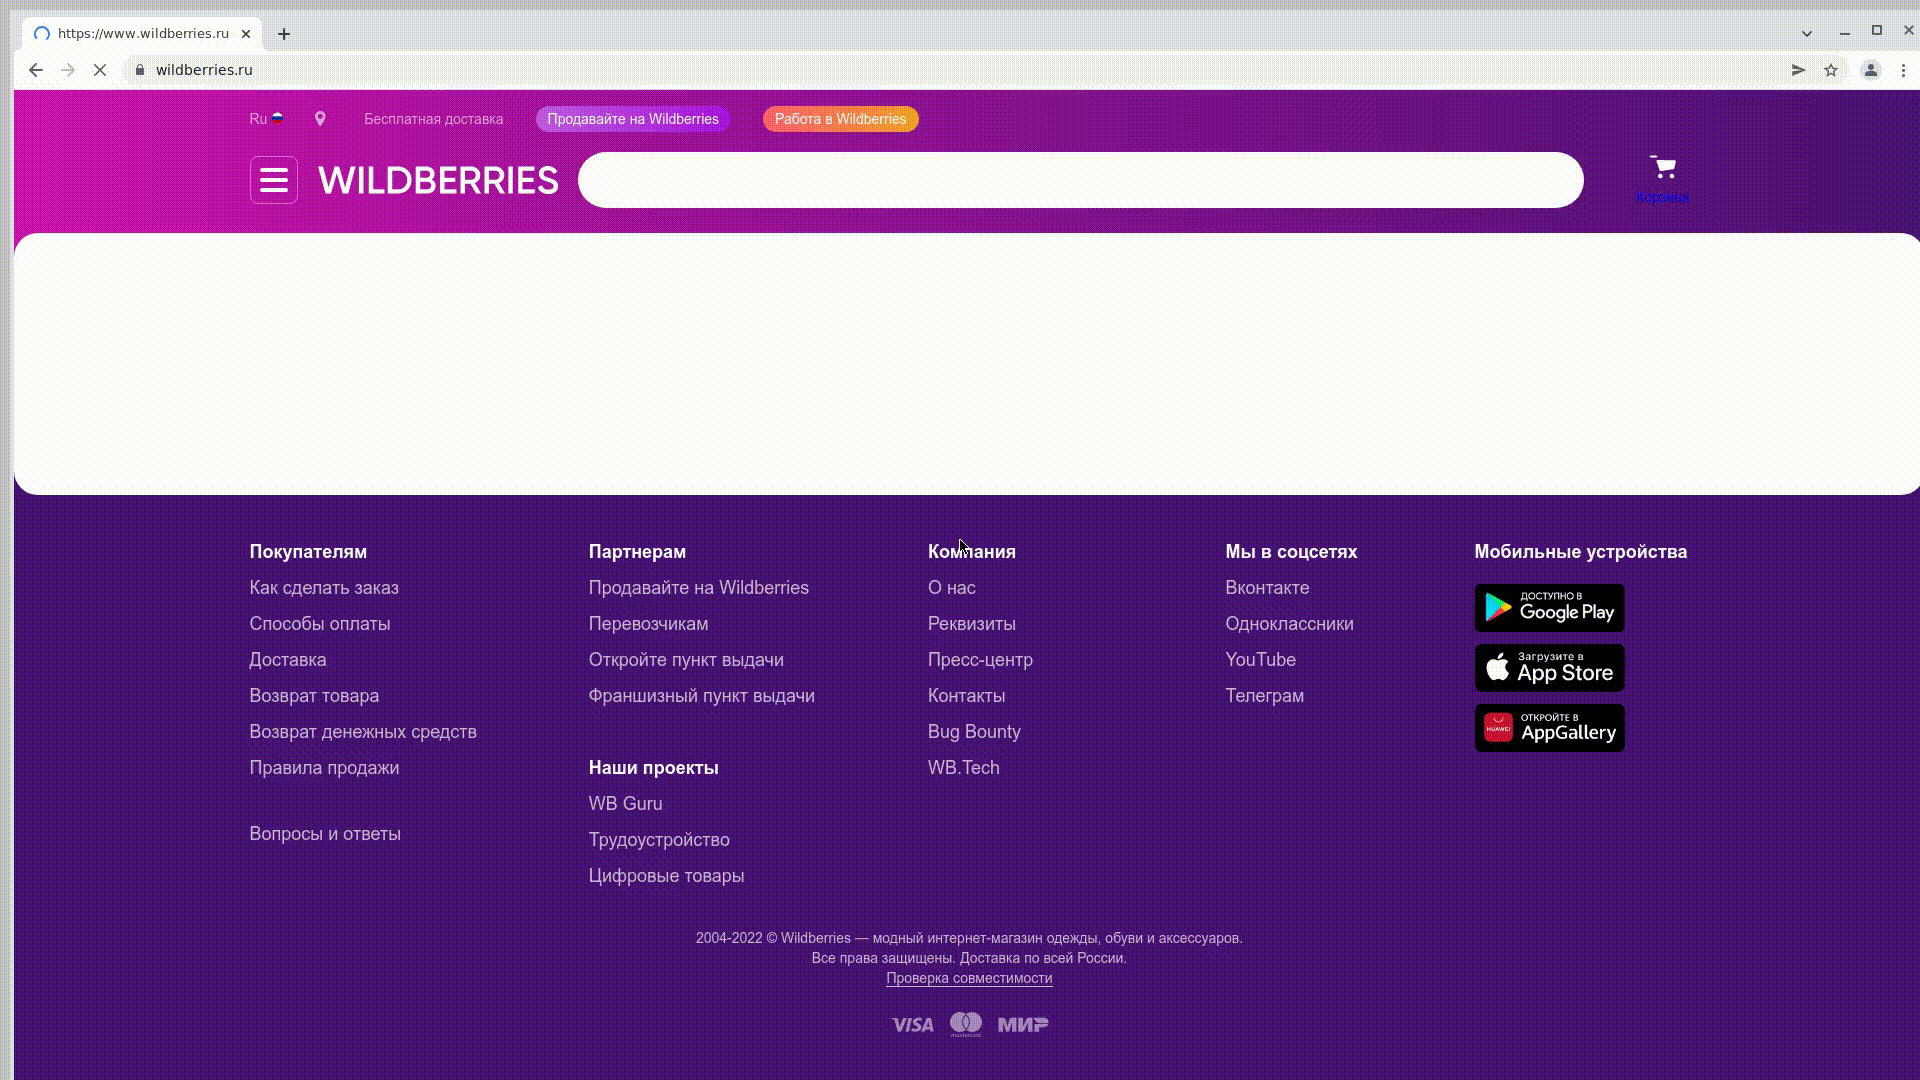 https://www.wildberries.ru
wildberries.ru
Ru
Бесплатная доставка
Продавайте на Wildberries
Работа в Wildberries
WILDBERRIES
Корзина
Покупателям
Как сделать заказ
Способы оплаты
Доставка
Возврат товара
Возврат денежных средств
Правила продажи
Вопросы и ответы
Партнерам
Продавайте на Wildberries
Перевозчикам
Откройте пункт выдачи
Франшизный пункт выдачи
Наши проекты
WB Guru
Трудоустройство
Цифровые товары
Компания
О нас
Реквизиты
Пресс-центр
Контакты
Bug Bounty
WB.Tech
Мы в соцсетях
Вконтакте
Одноклассники
YouTube
Телеграм
Мобильные устройства
ДОСТУПНО В
Google Play
Загрузите в
App Store
HUAWEI
ОТКРОЙТЕ В
AppGallery
2004-2022 © Wildberries — модный интернет-магазин одежды, обуви и аксессуаров.
Все права защищены. Доставка по всей России.
Проверка совместимости
VISA
mastercard
МИР